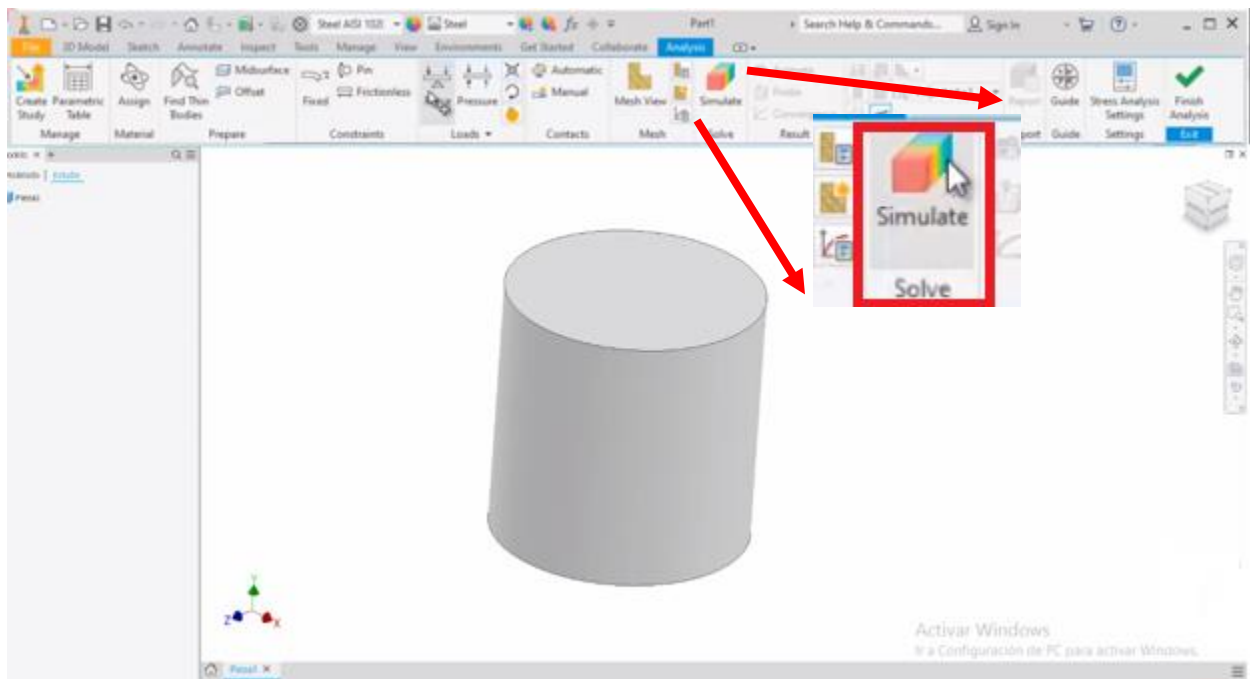 Steel AISI 102
Steel
Part1
Search Help & Commands...
Sign In
File
3D Model
Sketch
Annotate
Inspect
Tools
Manage
View
Environments
Get Started
Collaborate
Analysis
Create Study
Parametric Table
Manage
Assign
Material
Find Thin Bodies
Midsurface
Offset
Prepare
Fixed
Pin
Frictionless
Constraints
Pressure
Loads
Automatic
Manual
Contacts
Mesh View
Mesh
Simulate
Solve
Result
Report
Guide
Guide
Stress Analysis Settings
Settings
Finish Analysis
Exit
Simulate
Solve
Y
Z
X
Activar Windows
Ir a Configuración de PC para activar Windows.